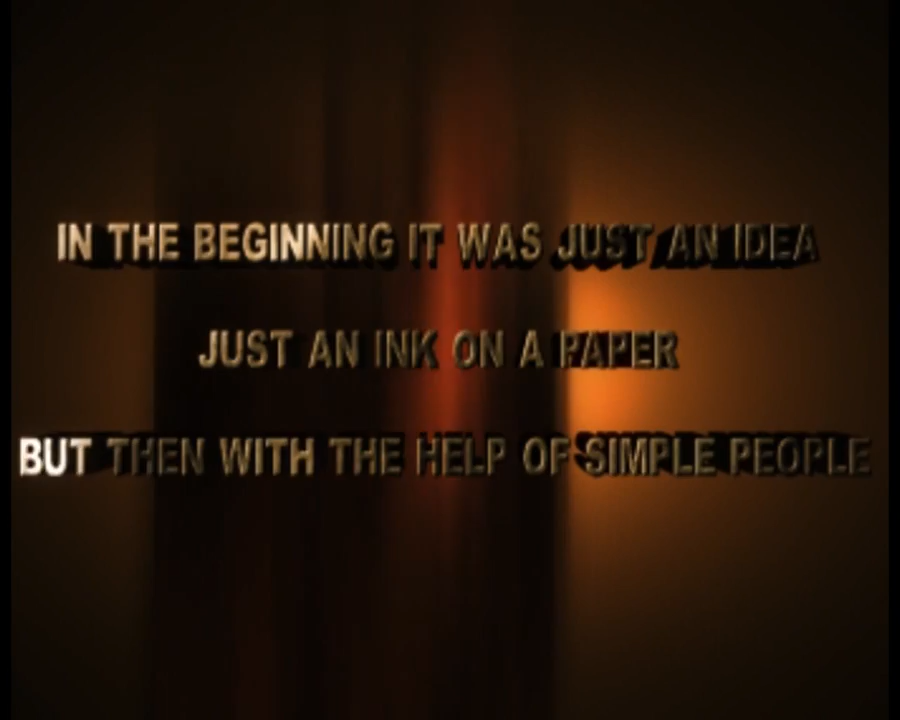 IN THE BEGINNING IT WAS JUST AN IDEA
JUST AN INK ON A PAPER
BUT THEN WITH THE HELP OF SIMPLE PEOPLE